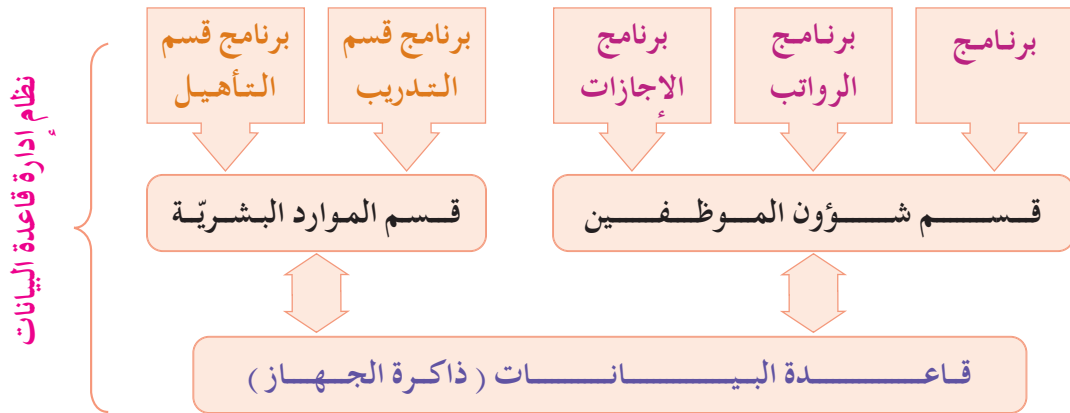 برنامج
برنامج
الرواتب
برنامج
الإجازات
برنامج قسم
التدريب
برنامج قسم
التأهيل
قسم شؤون الموظفين
قسم الموارد البشريّة
قاعدة البيانات (ذاكرة الجهاز)
نظام إدارة قاعدة البيانات